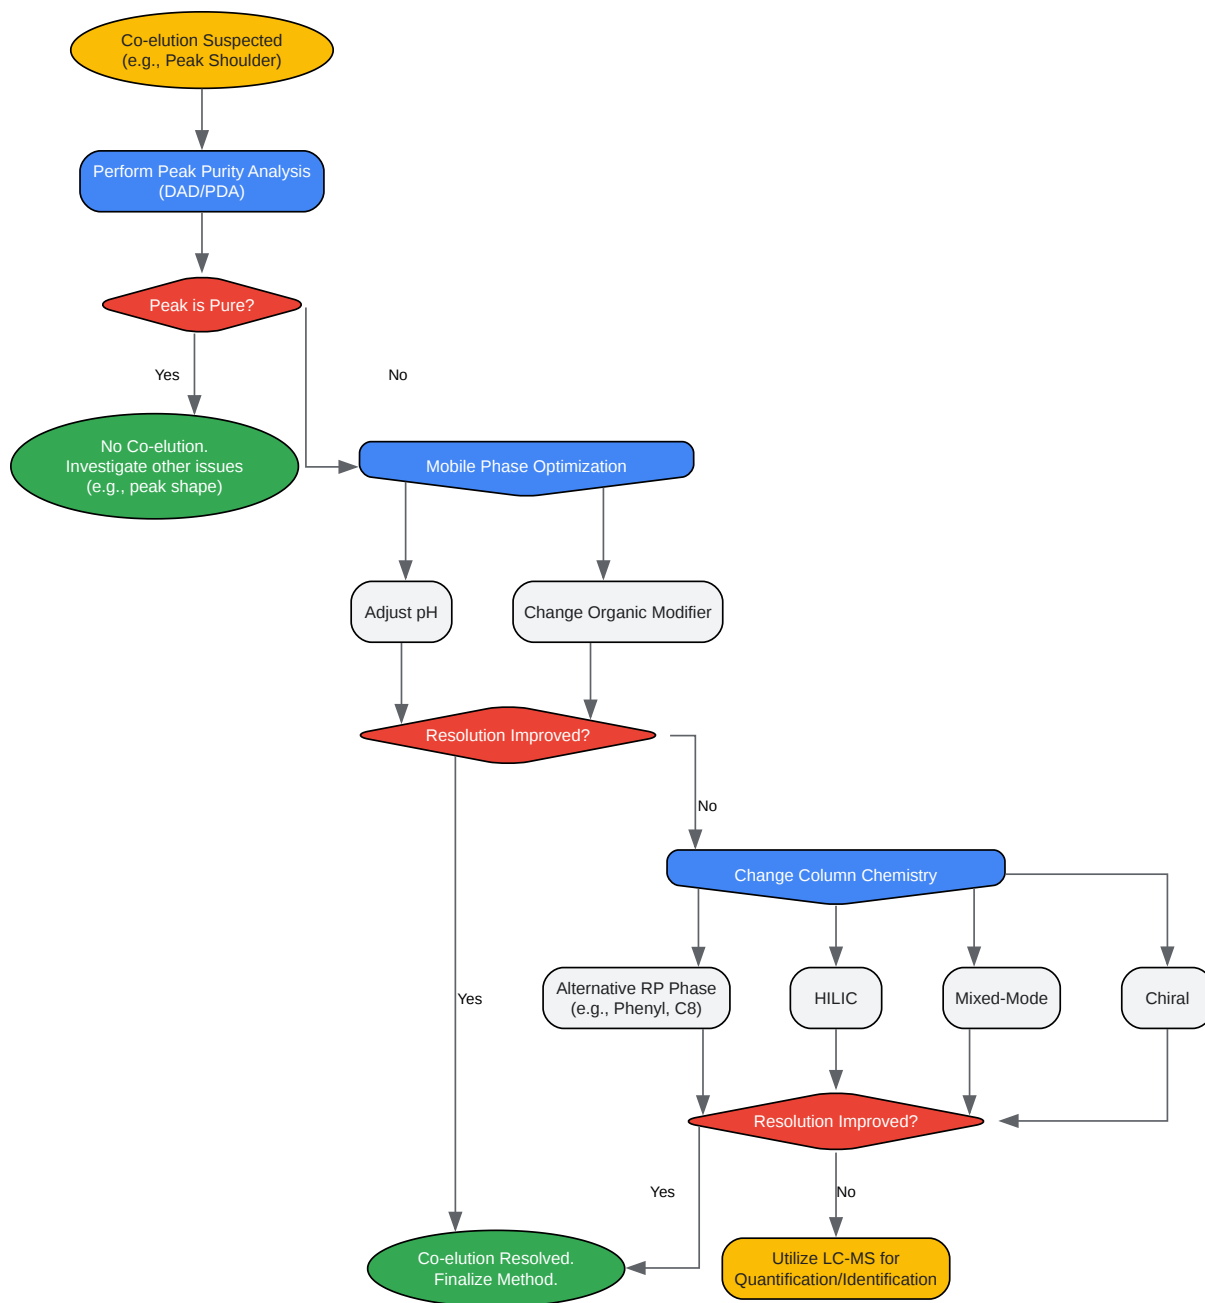 Co-elution Suspected
(e.g., Peak Shoulder)
Perform Peak Purity Analysis
(DAD/PDA)
Peak is Pure?
Yes
No
No Co-elution.
Investigate other issues
(e.g., peak shape)
Mobile Phase Optimization
Adjust pH
Change Organic Modifier
Resolution Improved?
No
Change Column Chemistry
Yes
Alternative RP Phase
(e.g., Phenyl, C8)
HILIC
Mixed-Mode
Chiral
Resolution Improved?
Yes
No
Co-elution Resolved.
Finalize Method.
Utilize LC-MS for
Quantification/Identification